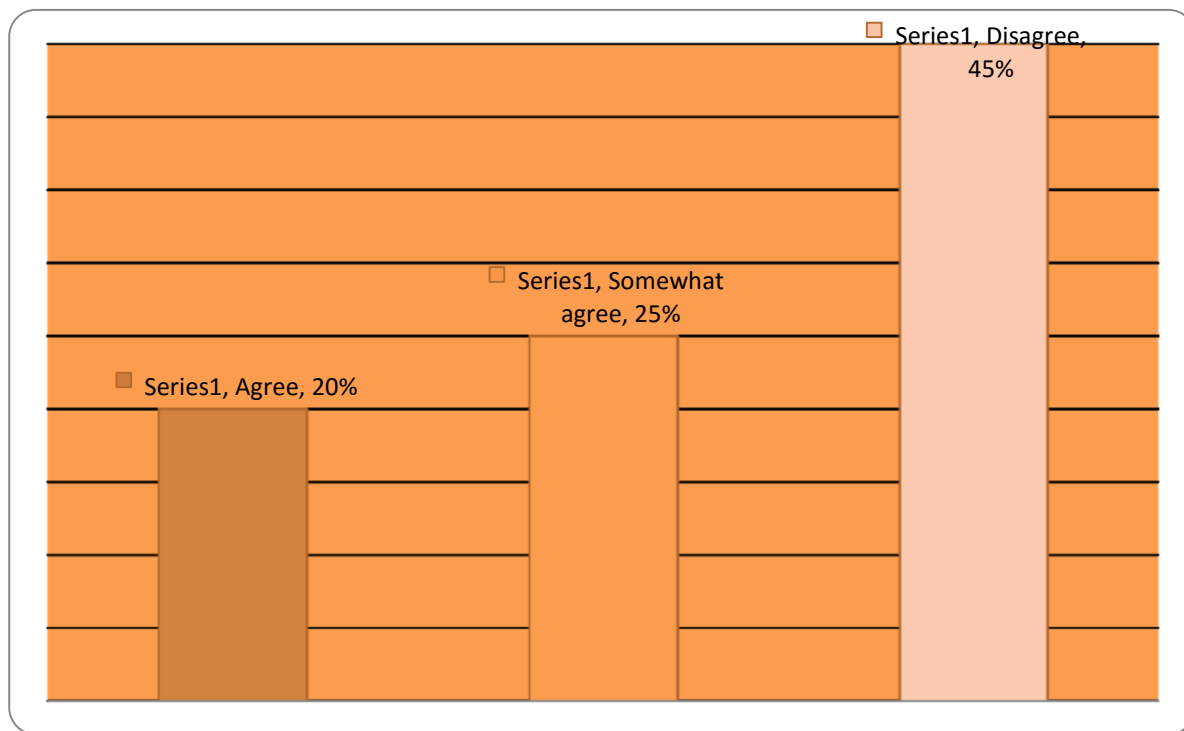 Series1, Disagree,
45%
Series1, Somewhat
agree, 25%
Series1, Agree, 20%